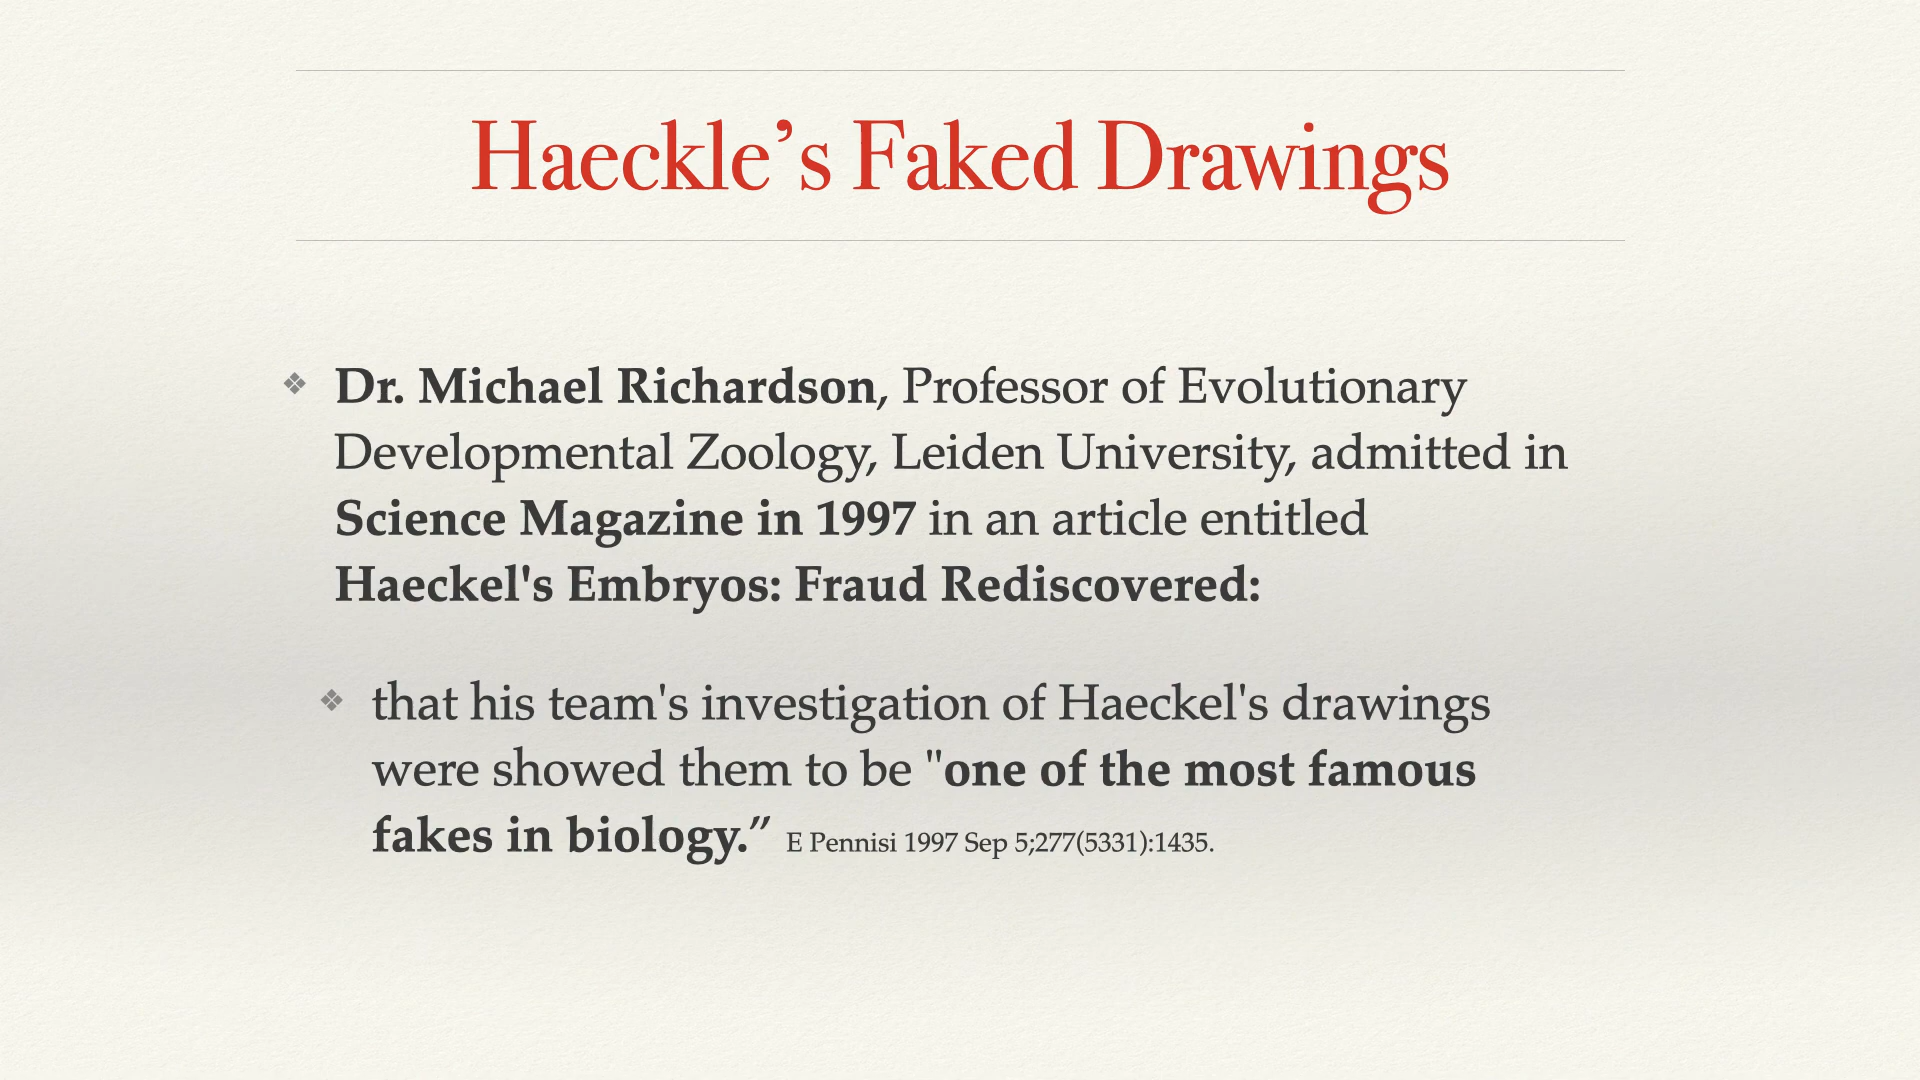 Haeckle’s Faked Drawings
❖ Dr. Michael Richardson, Professor of Evolutionary
Developmental Zoology, Leiden University, admitted in
Science Magazine in 1997 in an article entitled
Haeckel's Embryos: Fraud Rediscovered:
❖ that his team's investigation of Haeckel's drawings
were showed them to be "one of the most famous
fakes in biology.” E Pennisi 1997 Sep 5;277(5331):1435.